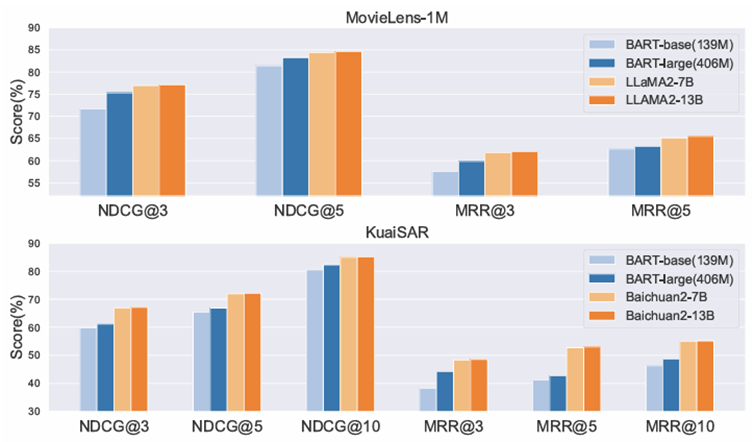 MovieLens-1M
Score(%)
90
85
80
75
70
65
60
55
BART-base(139M)
BART-large(406M)
LLaMA2-7B
LLAMA2-13B
NDCG@3 NDCG@5 MRR@3 MRR@5
KuaiSAR
Score(%)
90
80
70
60
50
40
30
BART-base(139M)
BART-large(406M)
Baichuan2-7B
Baichuan2-13B
NDCG@3 NDCG@5 NDCG@10 MRR@3 MRR@5 MRR@10